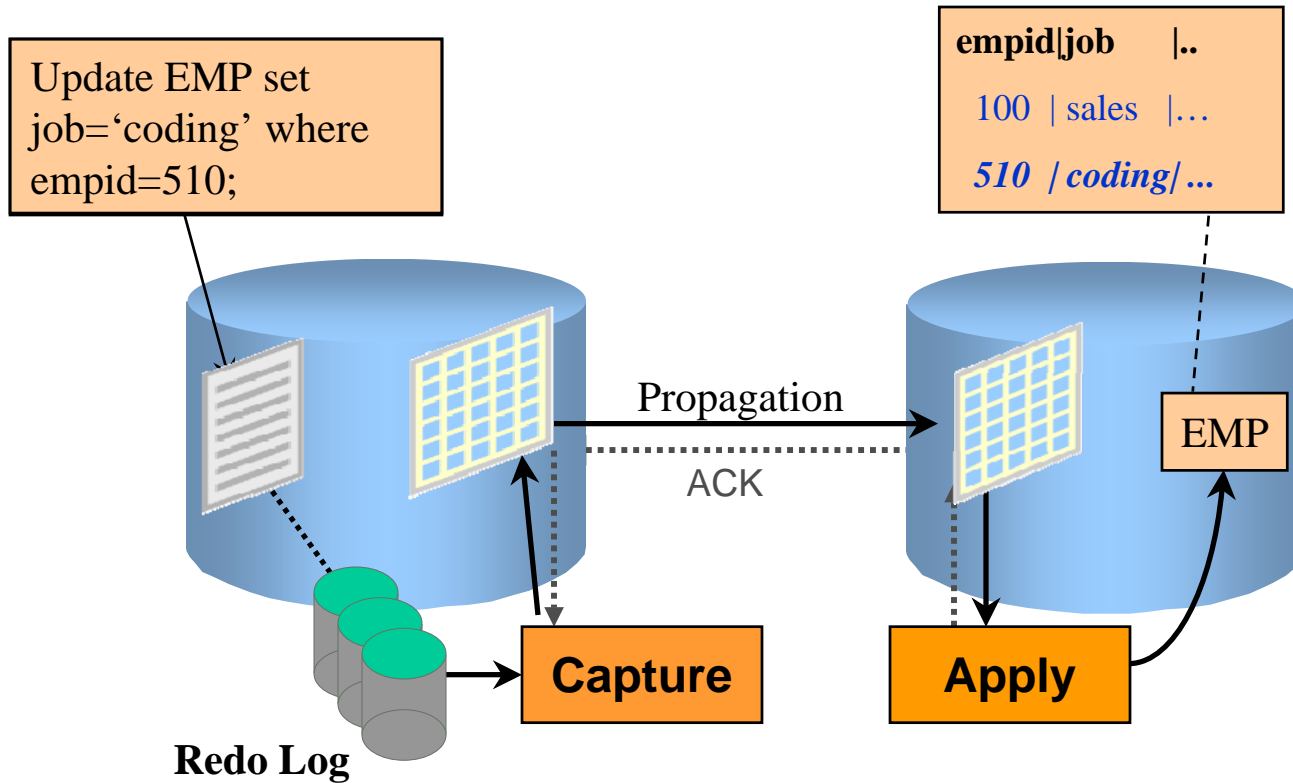 Update EMP set
job=‘coding’ where
empid=510;
empid|job |..
100 | sales |…
510 | coding| ...
Propagation
ACK
EMP
Capture
Apply
Redo Log